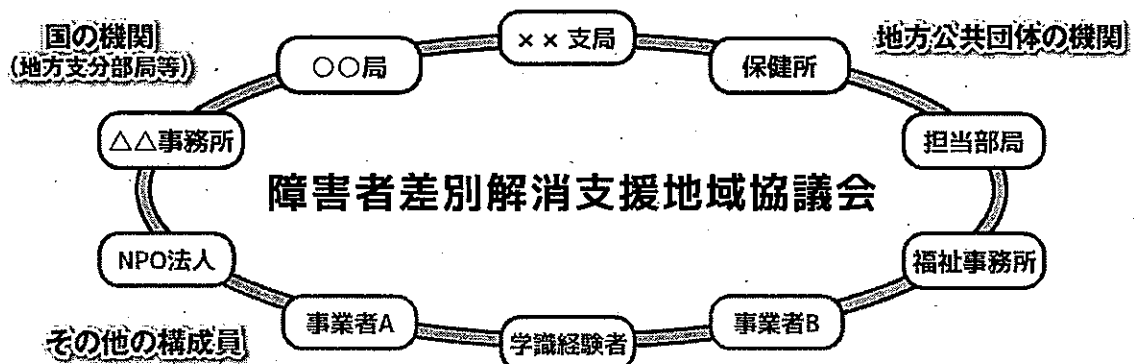 国の機関
(地方支分部局等))
○○局
××支局
保健所
地方公共団体の機関
△△事務所
担当部局
障害者差別解消支援地域協議会
NPO法人
福祉事務所
事業者A
学識経験者
事業者B
その他の構成員